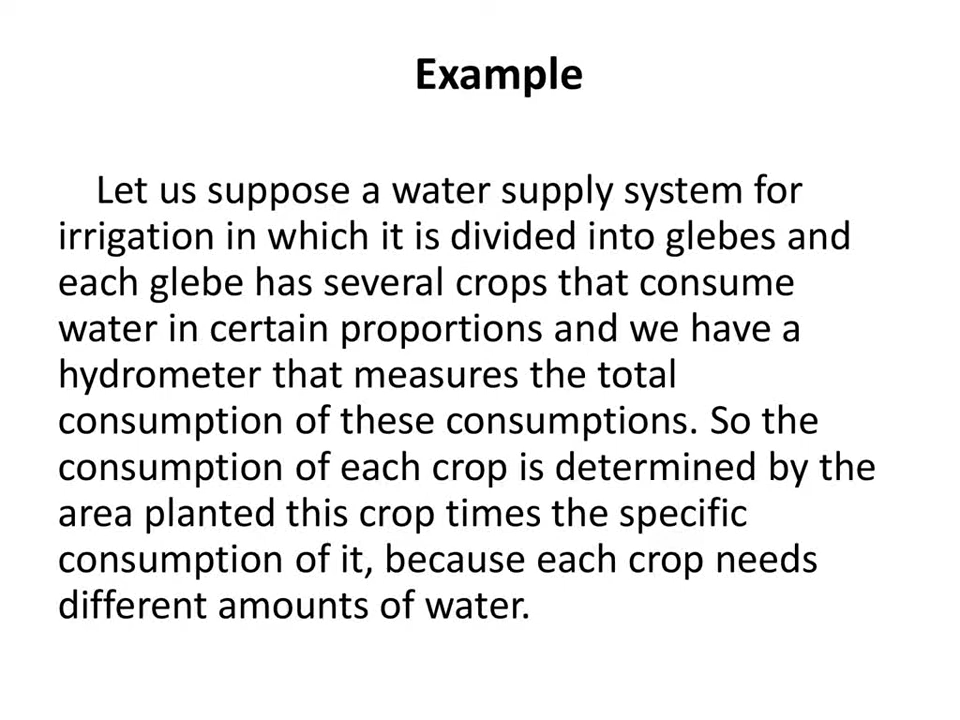 Example
Let us suppose a water supply system for
irrigation in which it is divided into glebes and
each glebe has several crops that consume
water in certain proportions and we have a
hydrometer that measures the total
consumption of these consumptions. So the
consumption of each crop is determined by the
area planted this crop times the specific
consumption of it, because each crop needs
different amounts of water.